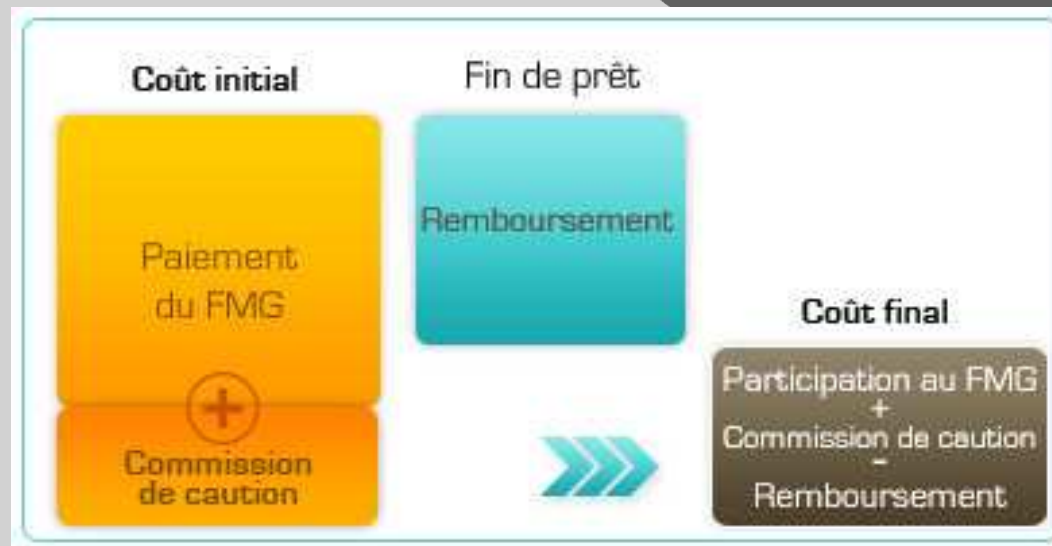 Coût initial
Paiement
du FMG
+
Commission
de caution
Fin de prêt
Remboursement
Coût final
Participation au FMG
+
Commission de caution
-
Remboursement